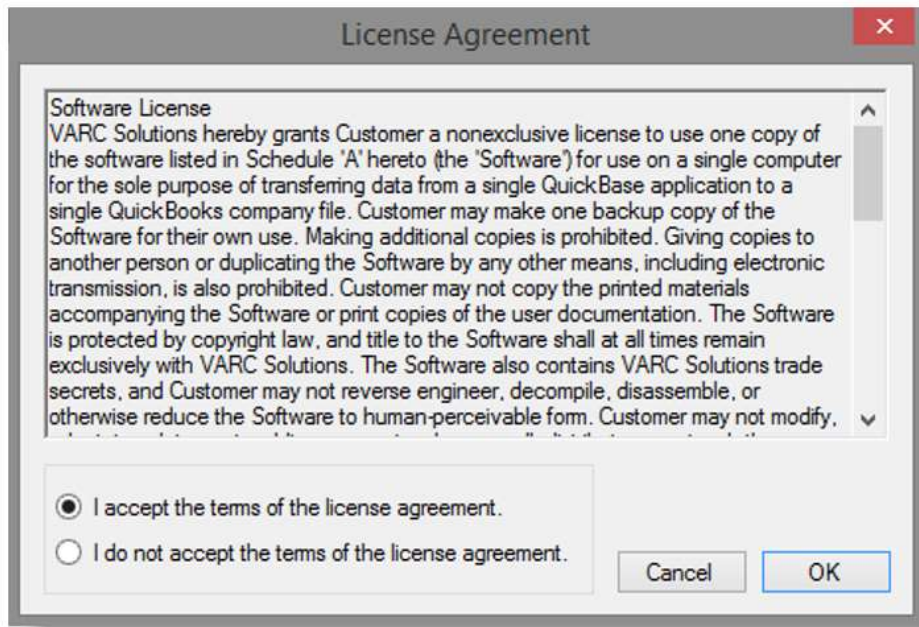 License Agreement
Software License
VARC Solutions hereby grants Customer a nonexclusive license to use one copy of
the software listed in Schedule "A" hereto (the "Software") for use on a single computer
for the sole purpose of transferring data from a single QuickBase application to a
single QuickBooks company file. Customer may make one backup copy of the
Software for their own use. Making additional copies is prohibited. Giving copies to
another person or duplicating the Software by any other means, including electronic
transmission, is also prohibited. Customer may not copy the printed materials
accompanying the Software or print copies of the user documentation. The Software
is protected by copyright law, and title to the Software shall at all times remain
exclusively with VARC Solutions. The Software also contains VARC Solutions trade
secrets, and Customer may not reverse engineer, decompile, disassemble, or
otherwise reduce the Software to human-perceivable form. Customer may not modify,
I accept the terms of the license agreement.
I do not accept the terms of the license agreement.
Cancel
OK